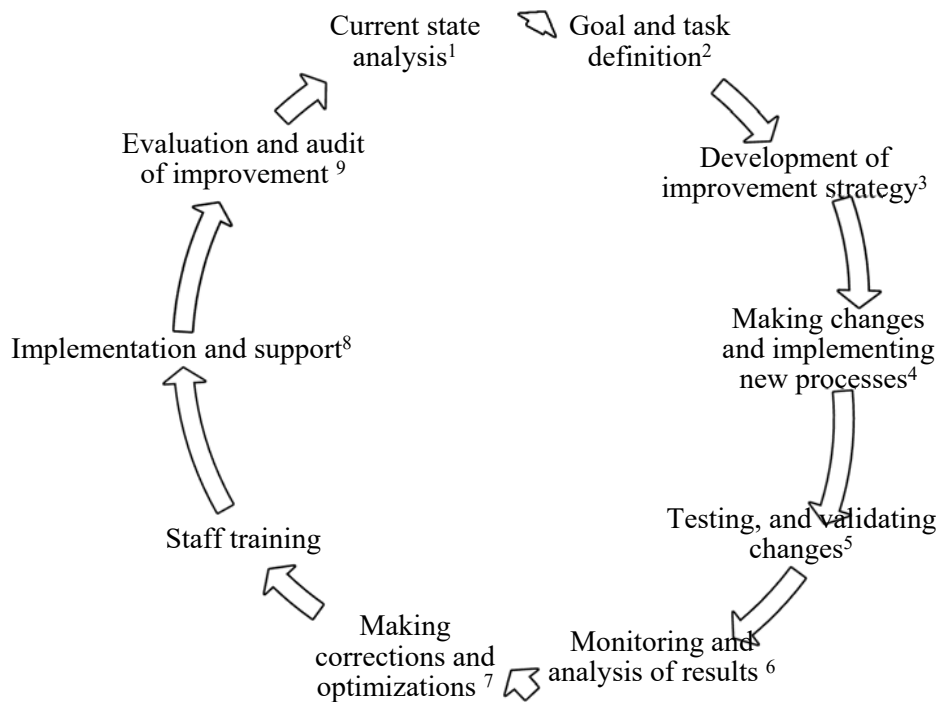 Current state
analysis¹
Goal and task
definition²
Development of
improvement strategy³
Making changes
and implementing
new processes⁴
Testing, and validating
changes⁵
Monitoring and
analysis of results ⁶
Making
corrections and
optimizations ⁷
Staff training
Implementation and support⁸
Evaluation and audit
of improvement ⁹